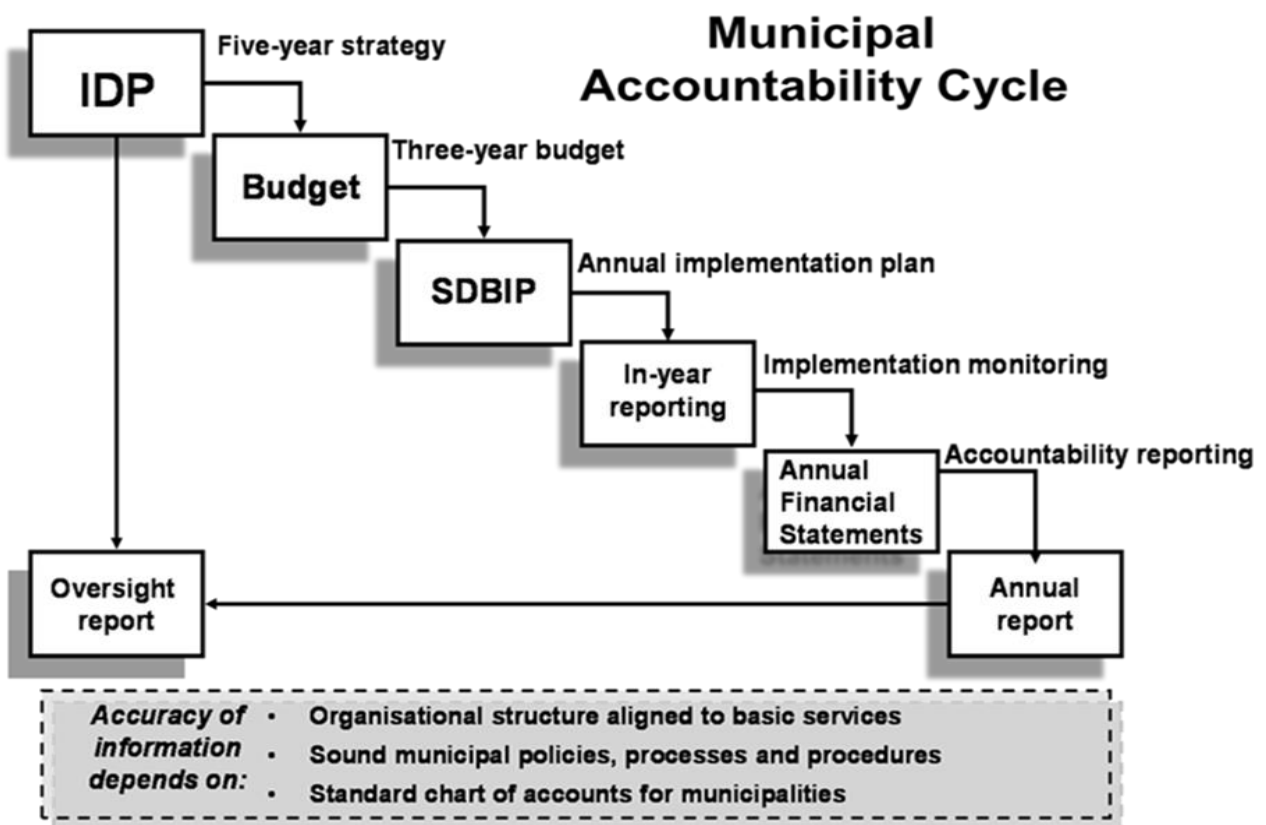 Municipal
Accountability Cycle
IDP
Five-year strategy
Budget
Three-year budget
SDBIP
Annual implementation plan
In-year
reporting
Implementation monitoring
Annual
Financial
Statements
Accountability reporting
Annual
report
Oversight
report
Accuracy of
information
depends on:
• Organisational structure aligned to basic services
• Sound municipal policies, processes and procedures
• Standard chart of accounts for municipalities